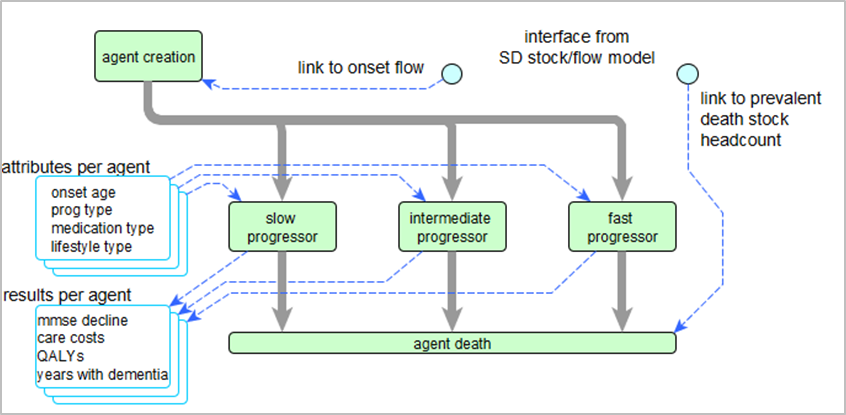 agent creation
link to onset flow
interface from
SD stock/flow model
link to prevalent
death stock
headcount
attributes per agent
onset age
prog type
medication type
lifestyle type
slow
progressor
intermediate
progressor
fast
progressor
results per agent
mmse decline
care costs
QALYs
years with dementia
agent death